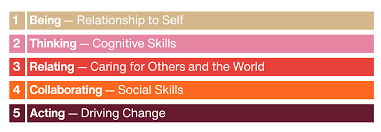 1 Being — Relationship to Self
2 Thinking — Cognitive Skills
3 Relating — Caring for Others and the World
4 Collaborating — Social Skills
5 Acting — Driving Change